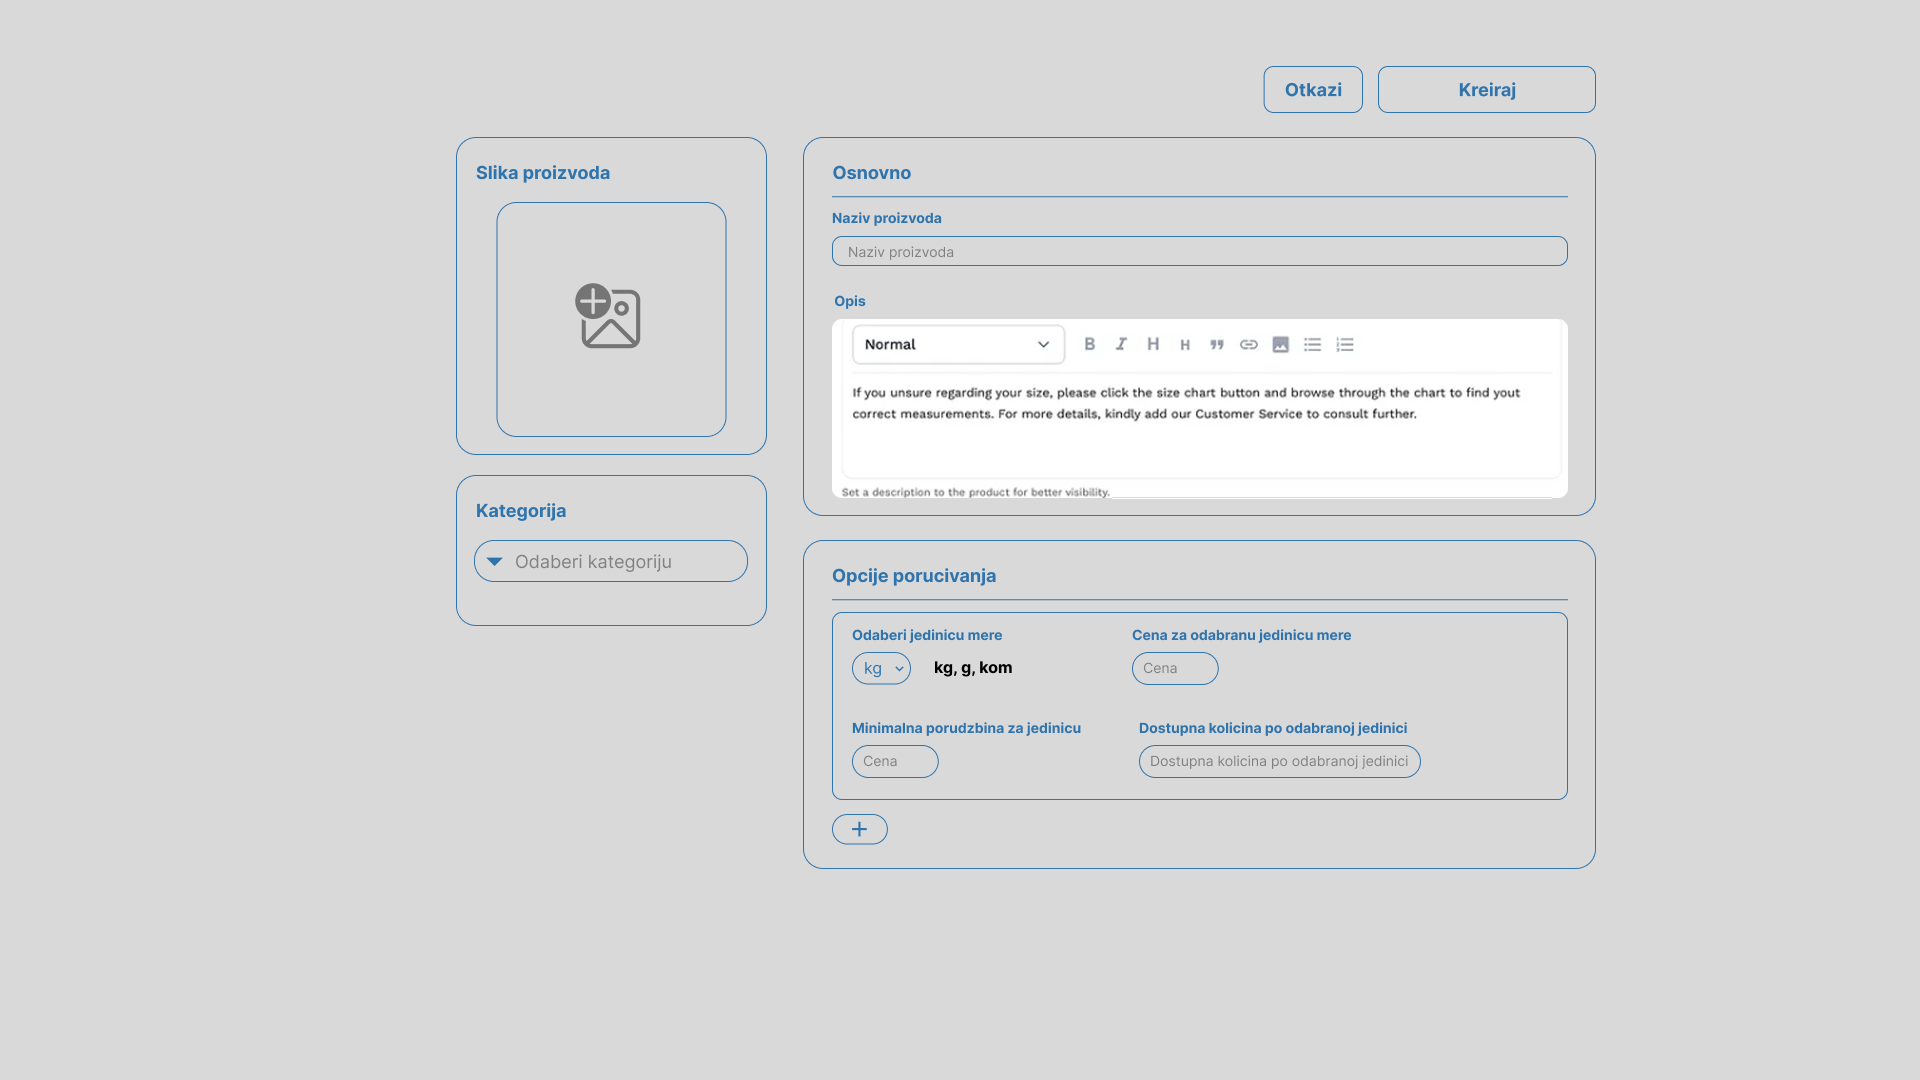 Otkazi
Kreiraj
Slika proizvoda
Kategorija
Odaberi kategoriju
Osnovno
Naziv proizvoda
Naziv proizvoda
Opis
Normal B I H H
If you unsure regarding your size, please click the size chart button and browse through the chart to find yout
correct measurements. For more details, kindly add our Customer Service to consult further.
Set a description to the product for better visibility.
Opcije porucivanja
Odaberi jedinicu mere
kg
kg, g, kom
Cena za odabranu jedinicu mere
Cena
Minimalna porudzbina za jedinicu
Cena
Dostupna kolicina po odabranoj jedinici
Dostupna kolicina po odabranoj jedinici